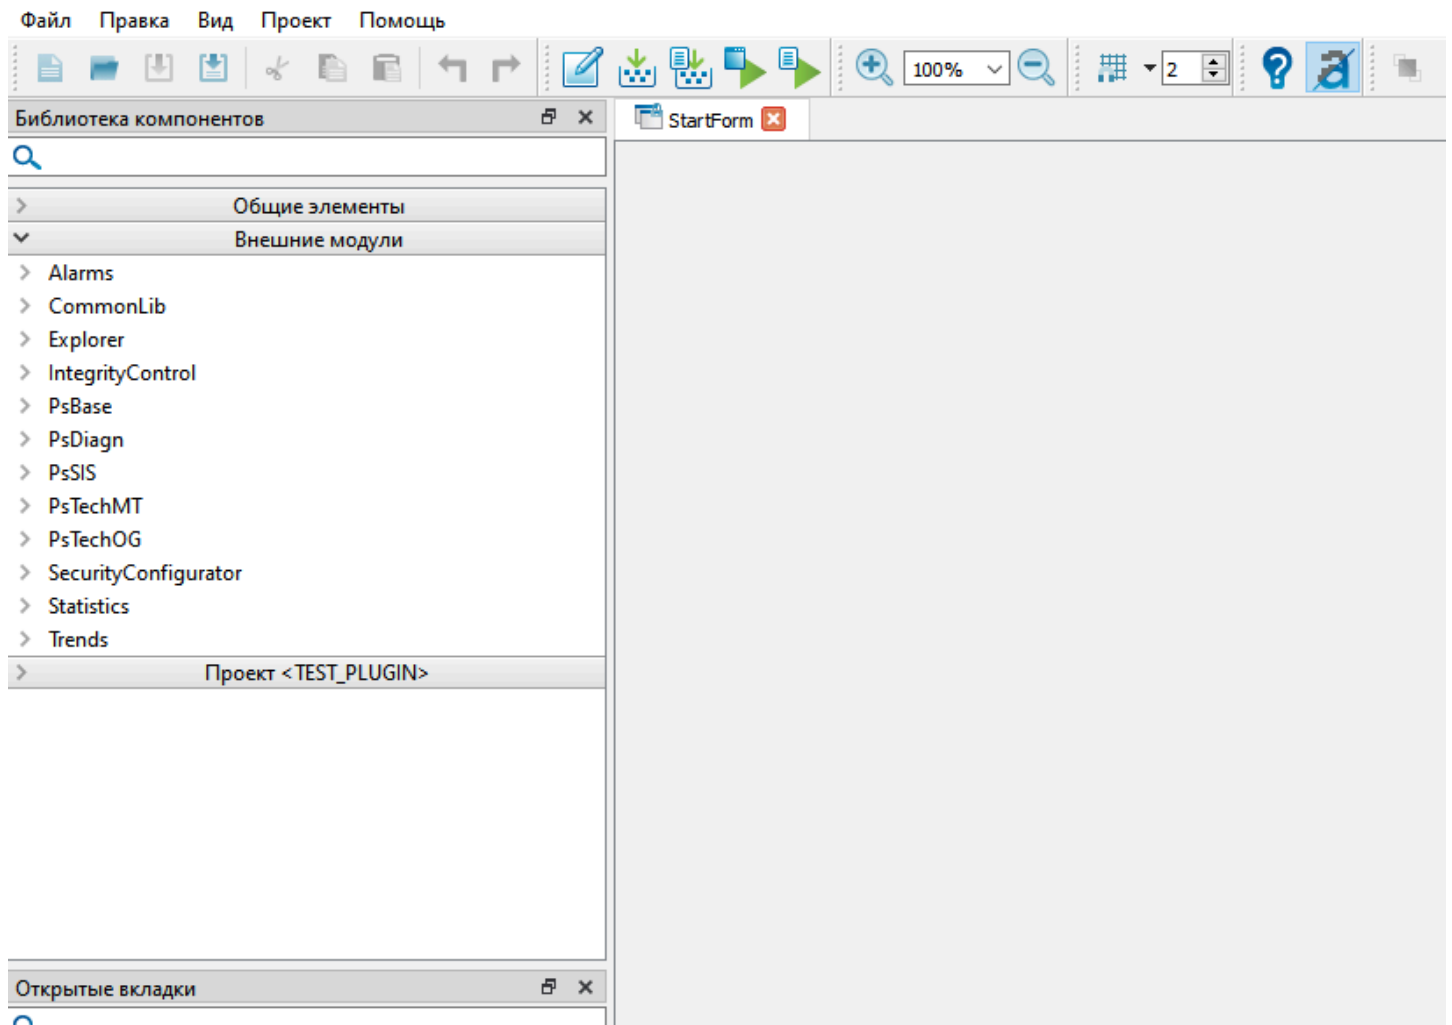 Файл Правка Вид Проект Помощь
100% 2
Библиотека компонентов
StartForm
Общие элементы
Внешние модули
Alarms
CommonLib
Explorer
IntegrityControl
PsBase
PsDiagn
PsSIS
PsTechMT
PsTechOG
SecurityConfigurator
Statistics
Trends
Проект <TEST_PLUGIN>
Открытые вкладки